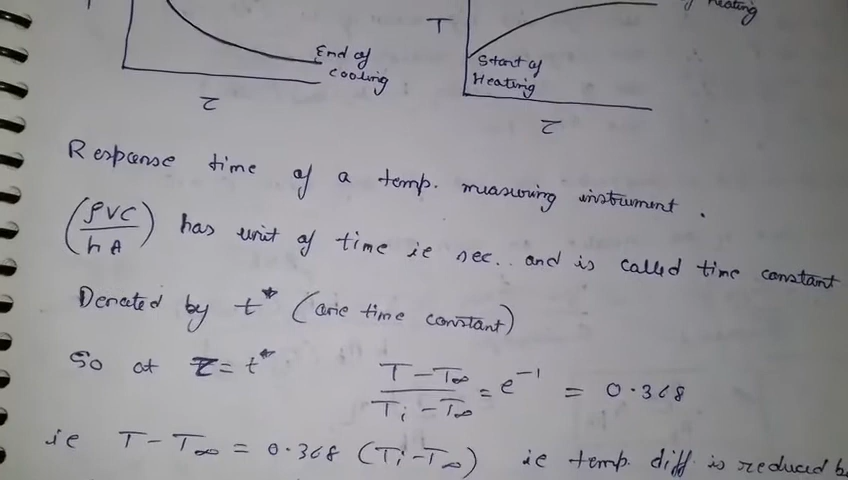 T
End of
cooling
τ
T
heating
Start of
Heating
τ
Response time of a temp. measuring instrument.
(ρVC/hA) has unit of time ie sec.. and is called time constant
Denoted by t* (one time constant)
So at τ = t* (T-T∞)/(Ti-T∞) = e^-1 = 0.368
ie T-T∞ = 0.368 (Ti-T∞) ie temp. diff. is reduced